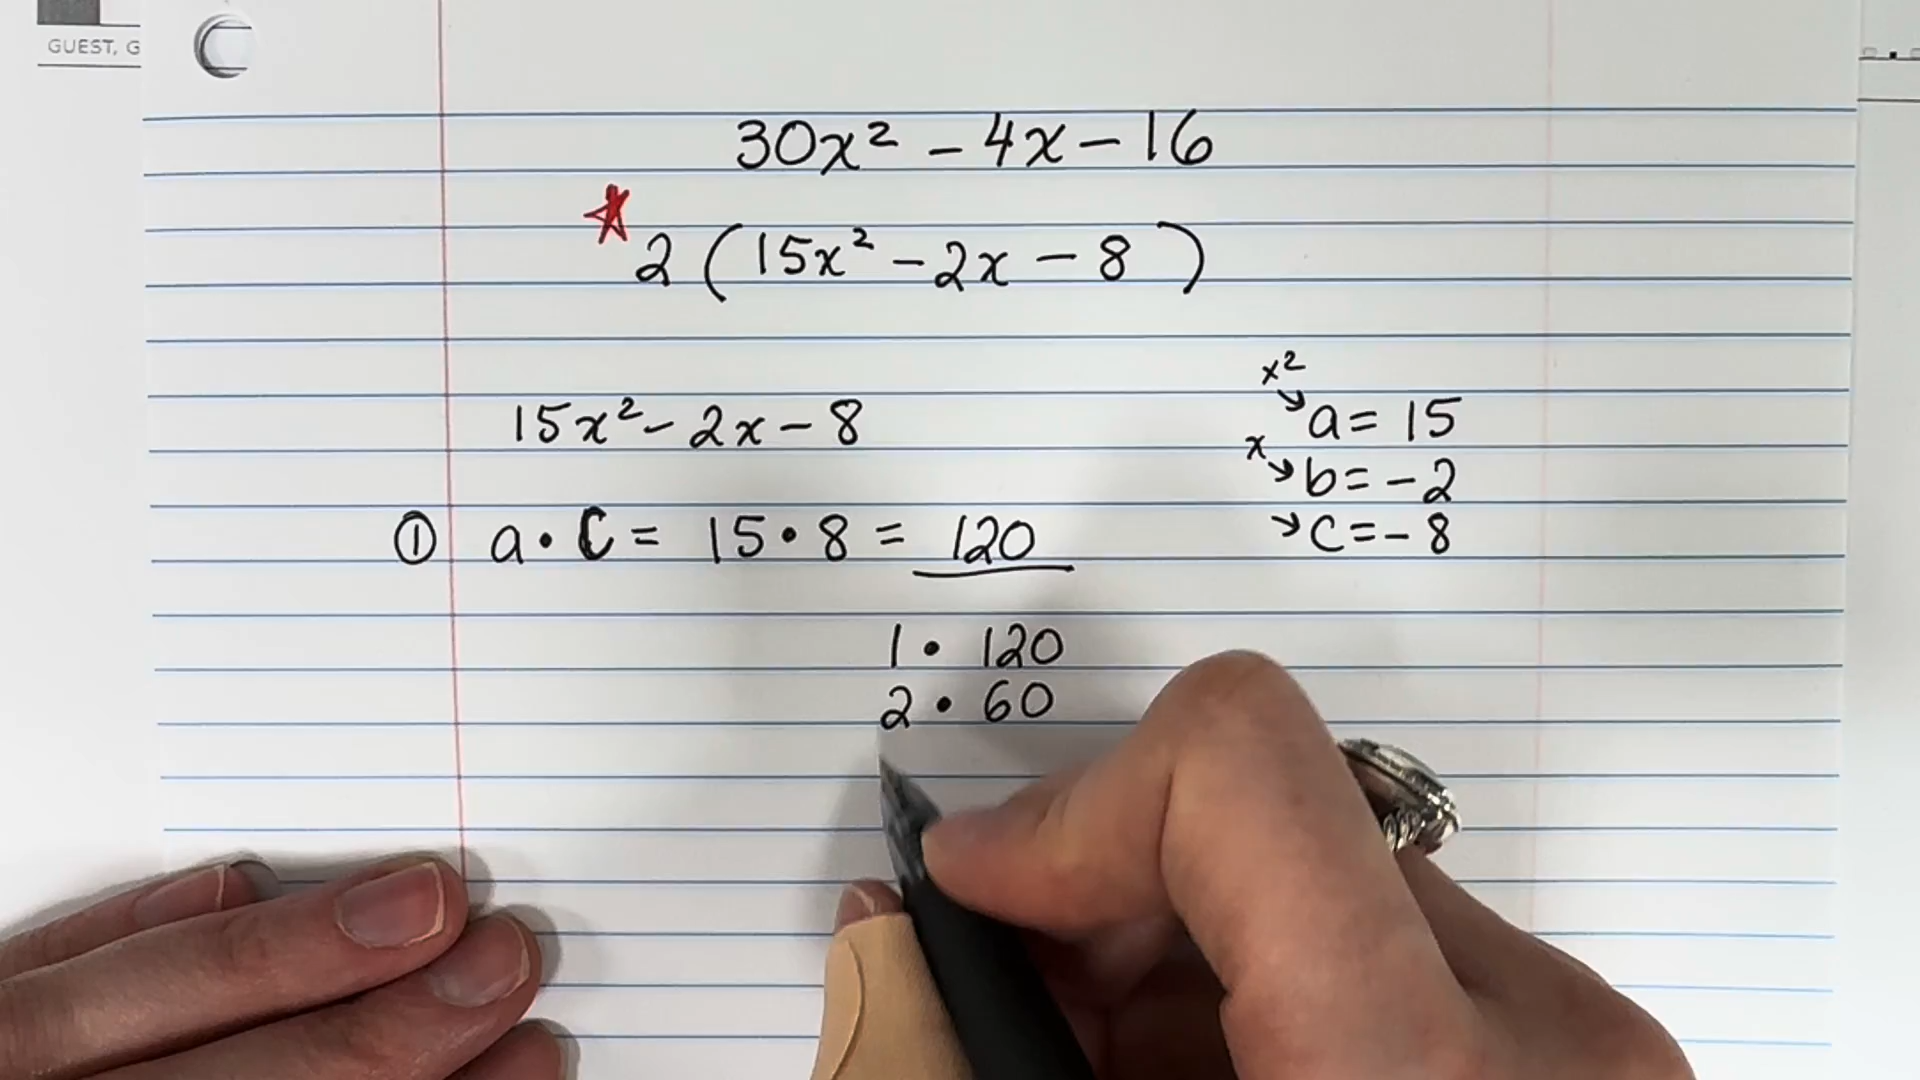 GUEST, G
30x² - 4x - 16
2 (15x² - 2x - 8)
x²
15x² - 2x - 8
→ a = 15
x → b = -2
① a • C = 15 • 8 = 120
→ c = -8
1 • 120
2 • 60